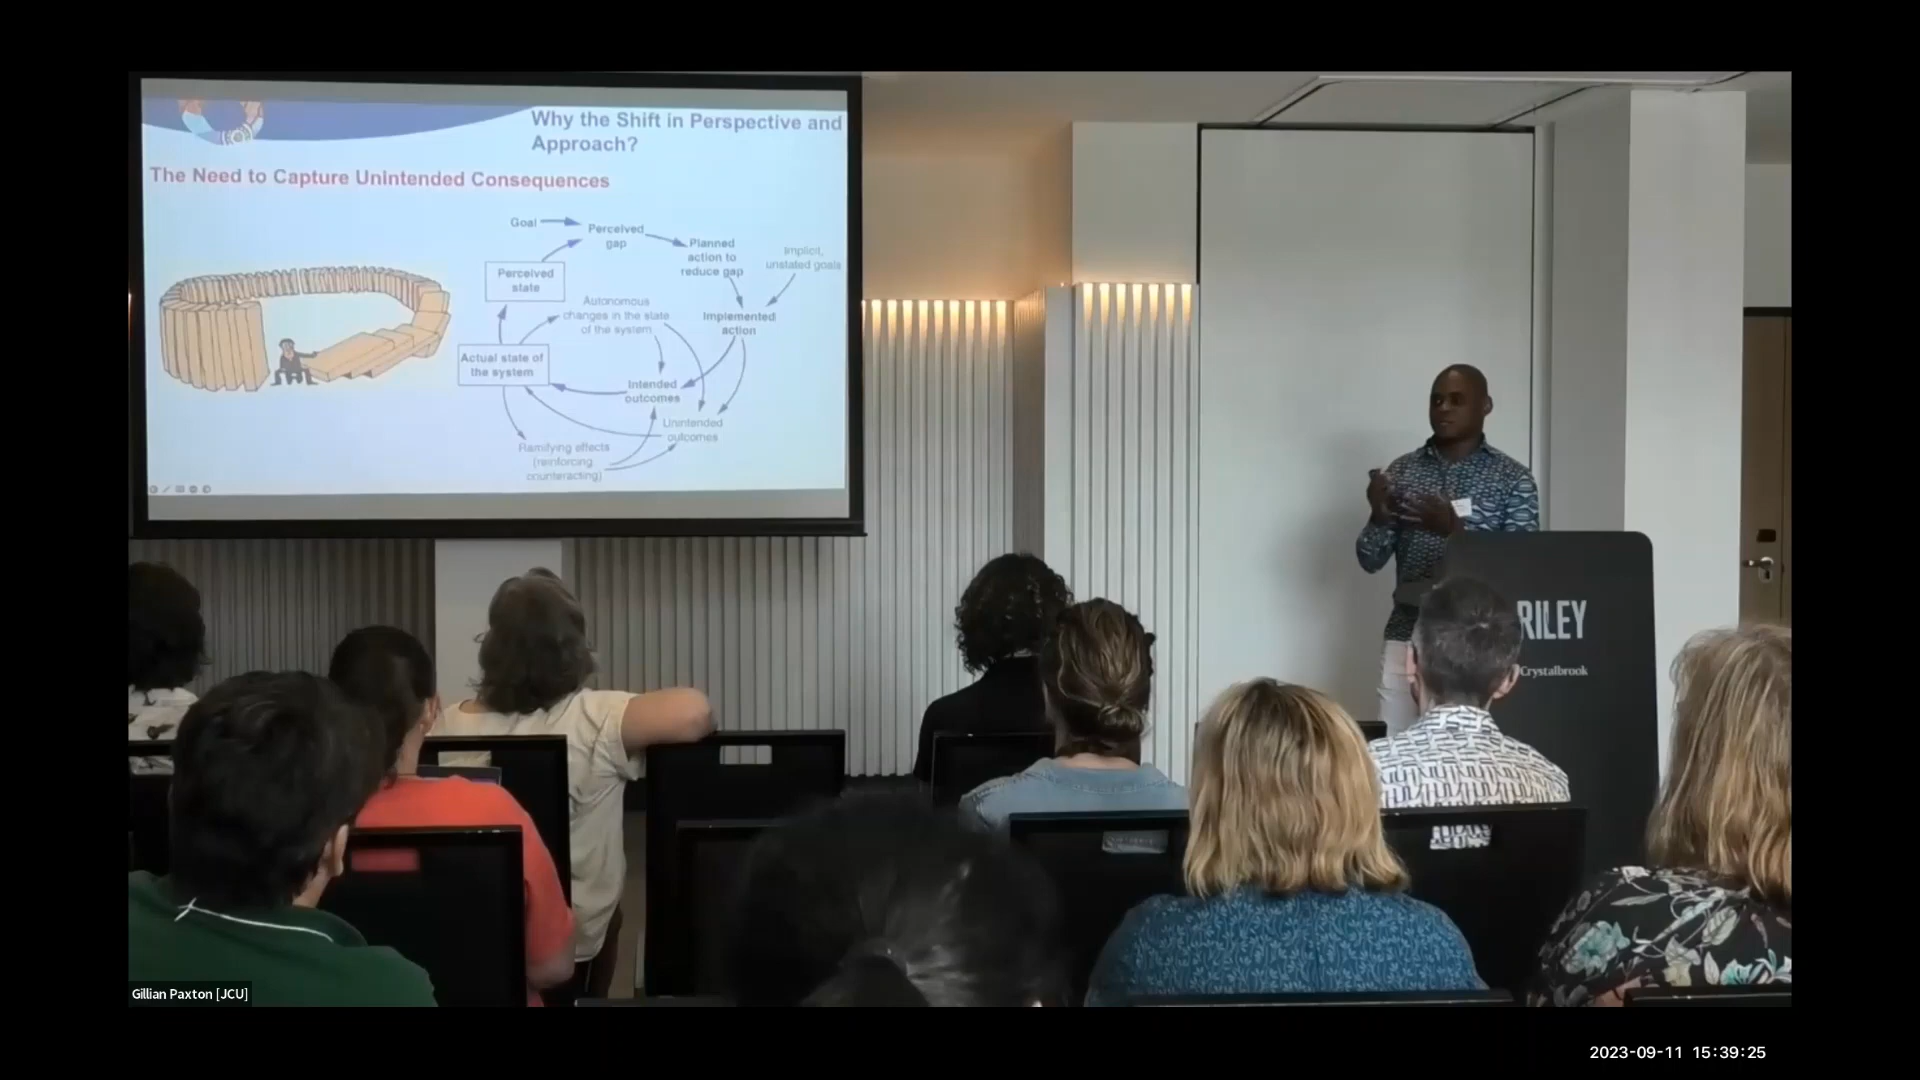 Why the Shift in Perspective and
Approach?
The Need to Capture Unintended Consequences
Goal
Perceived
gap
Planned
action to
reduce gap
Implicit,
unstated goals
Perceived
state
Autonomous
changes in the state
of the system
Implemented
action
Actual state of
the system
Intended
outcomes
Unintended
outcomes
Ramifying effects
(reinforcing
counteracting)
RILEY
Crystalbrook
Gillian Paxton [JCU]
2023-09-11 15:39:25